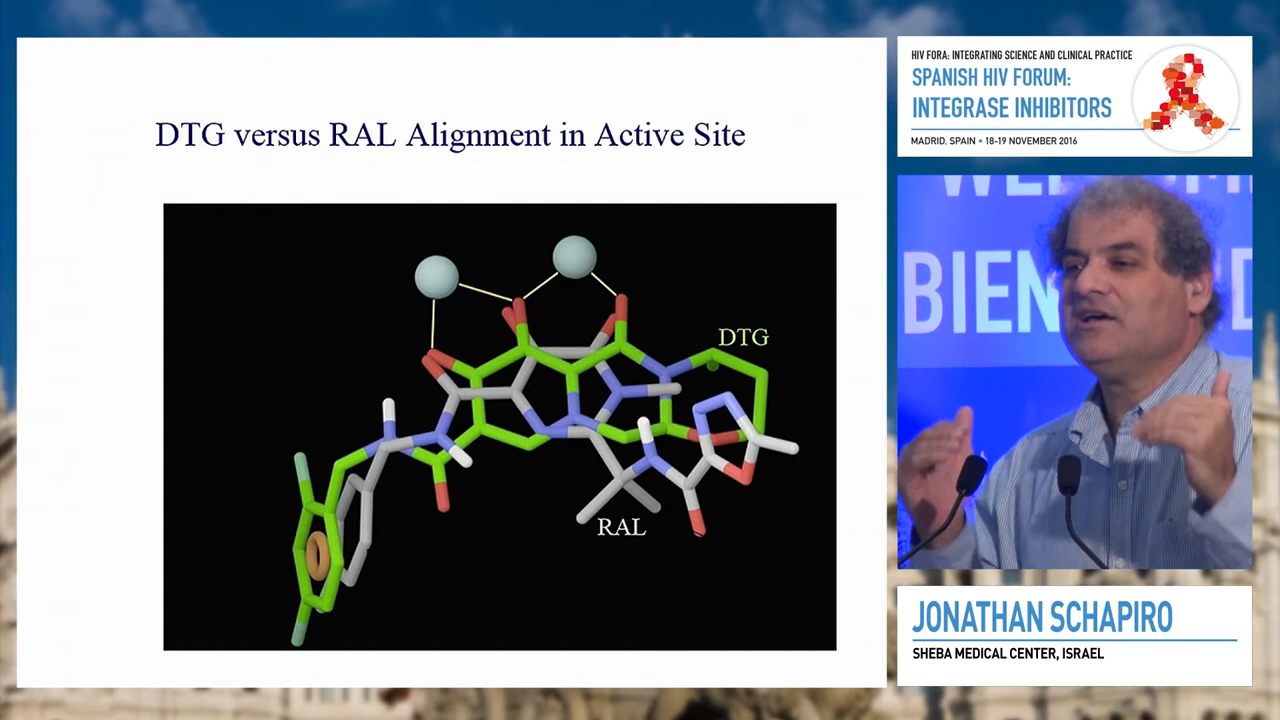 DTG versus RAL Alignment in Active Site
DTG
RAL
HIV FORA: INTEGRATING SCIENCE AND CLINICAL PRACTICE
SPANISH HIV FORUM:
INTEGRASE INHIBITORS
MADRID, SPAIN • 18-19 NOVEMBER 2016
BIEN
JONATHAN SCHAPIRO
SHEBA MEDICAL CENTER, ISRAEL